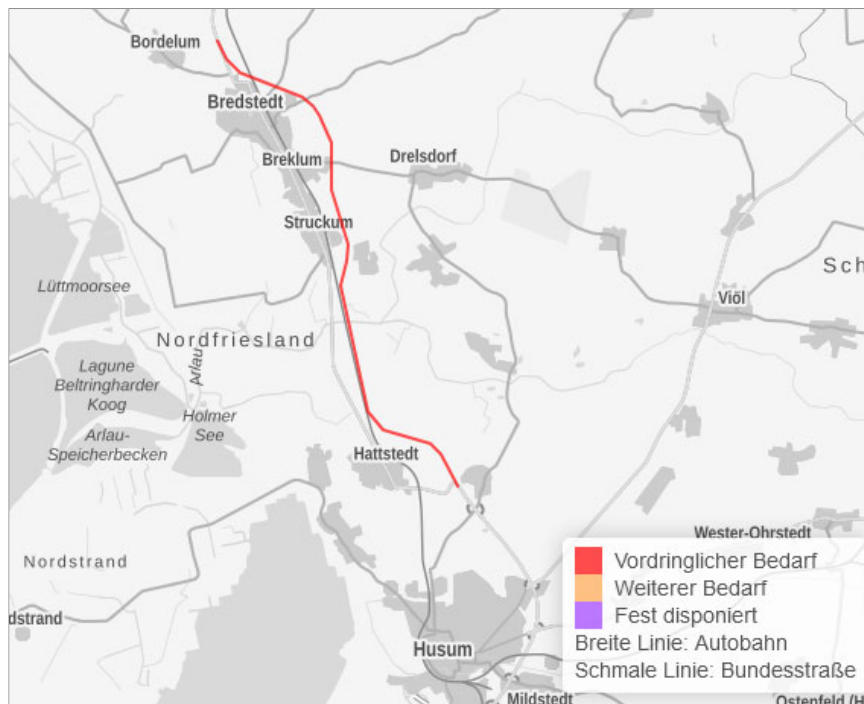 Bordelum
Bredstedt
Breklum
Drelsdorf
Struckum
Sch
Lüttmoorsee
Viöl
Nordfriesland
Arlau
Lagune
Beltringharder
Koog
Holmer
See
Arlau-
Speicherbecken
Hattstedt
Wester-Ohrstedt
Nordstrand
dstrand
Husum
Mildstedt
Ostenfeld (H
Vordringlicher Bedarf
Weiterer Bedarf
Fest disponiert
Breite Linie: Autobahn
Schmale Linie: Bundesstraße